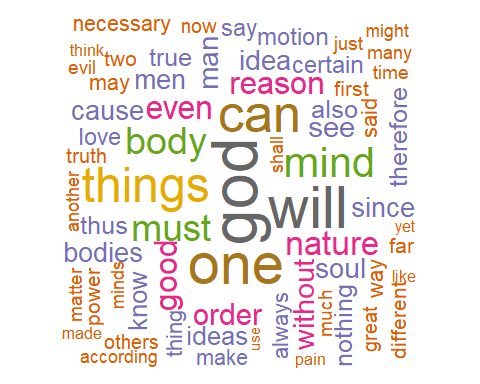 necessary now say motion just might
think two true man idea certain many
evil may men reason first time
cause even can also said therefore
love body god shall see
truth things mind
another thus must will since yet
bodies good one nature far
matter power minds know order without soul nothing way like
made others thing ideas always much great different
according make use pain